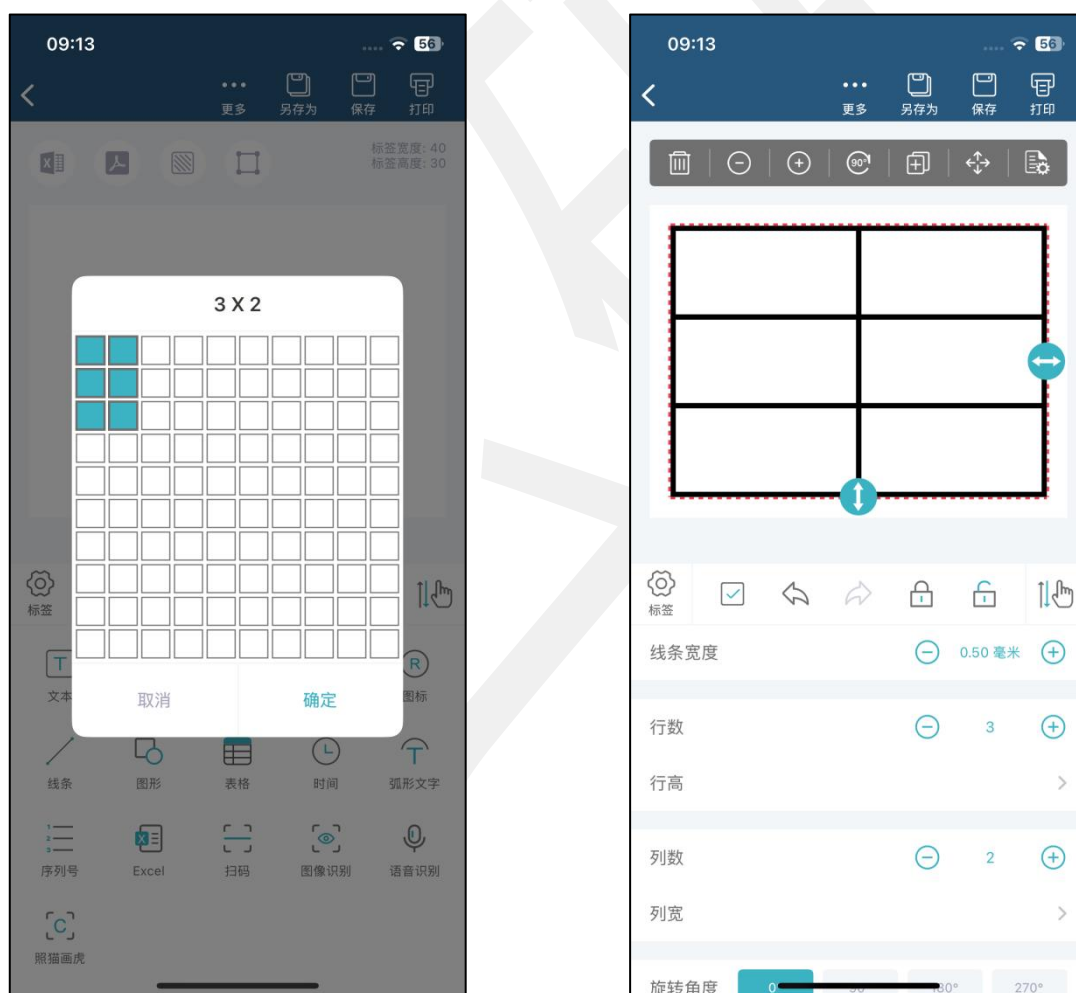 09:13
56
更多
另存为
保存
打印
标签宽度: 40
标签高度: 30
3 X 2
取消
确定
标签
文本
图标
线条
图形
表格
时间
弧形文字
序列号
Excel
扫码
图像识别
语音识别
照猫画虎
09:13
56
更多
另存为
保存
打印
90°
标签
线条宽度
0.50 毫米
行数
3
行高
列数
2
列宽
旋转角度
0
270°